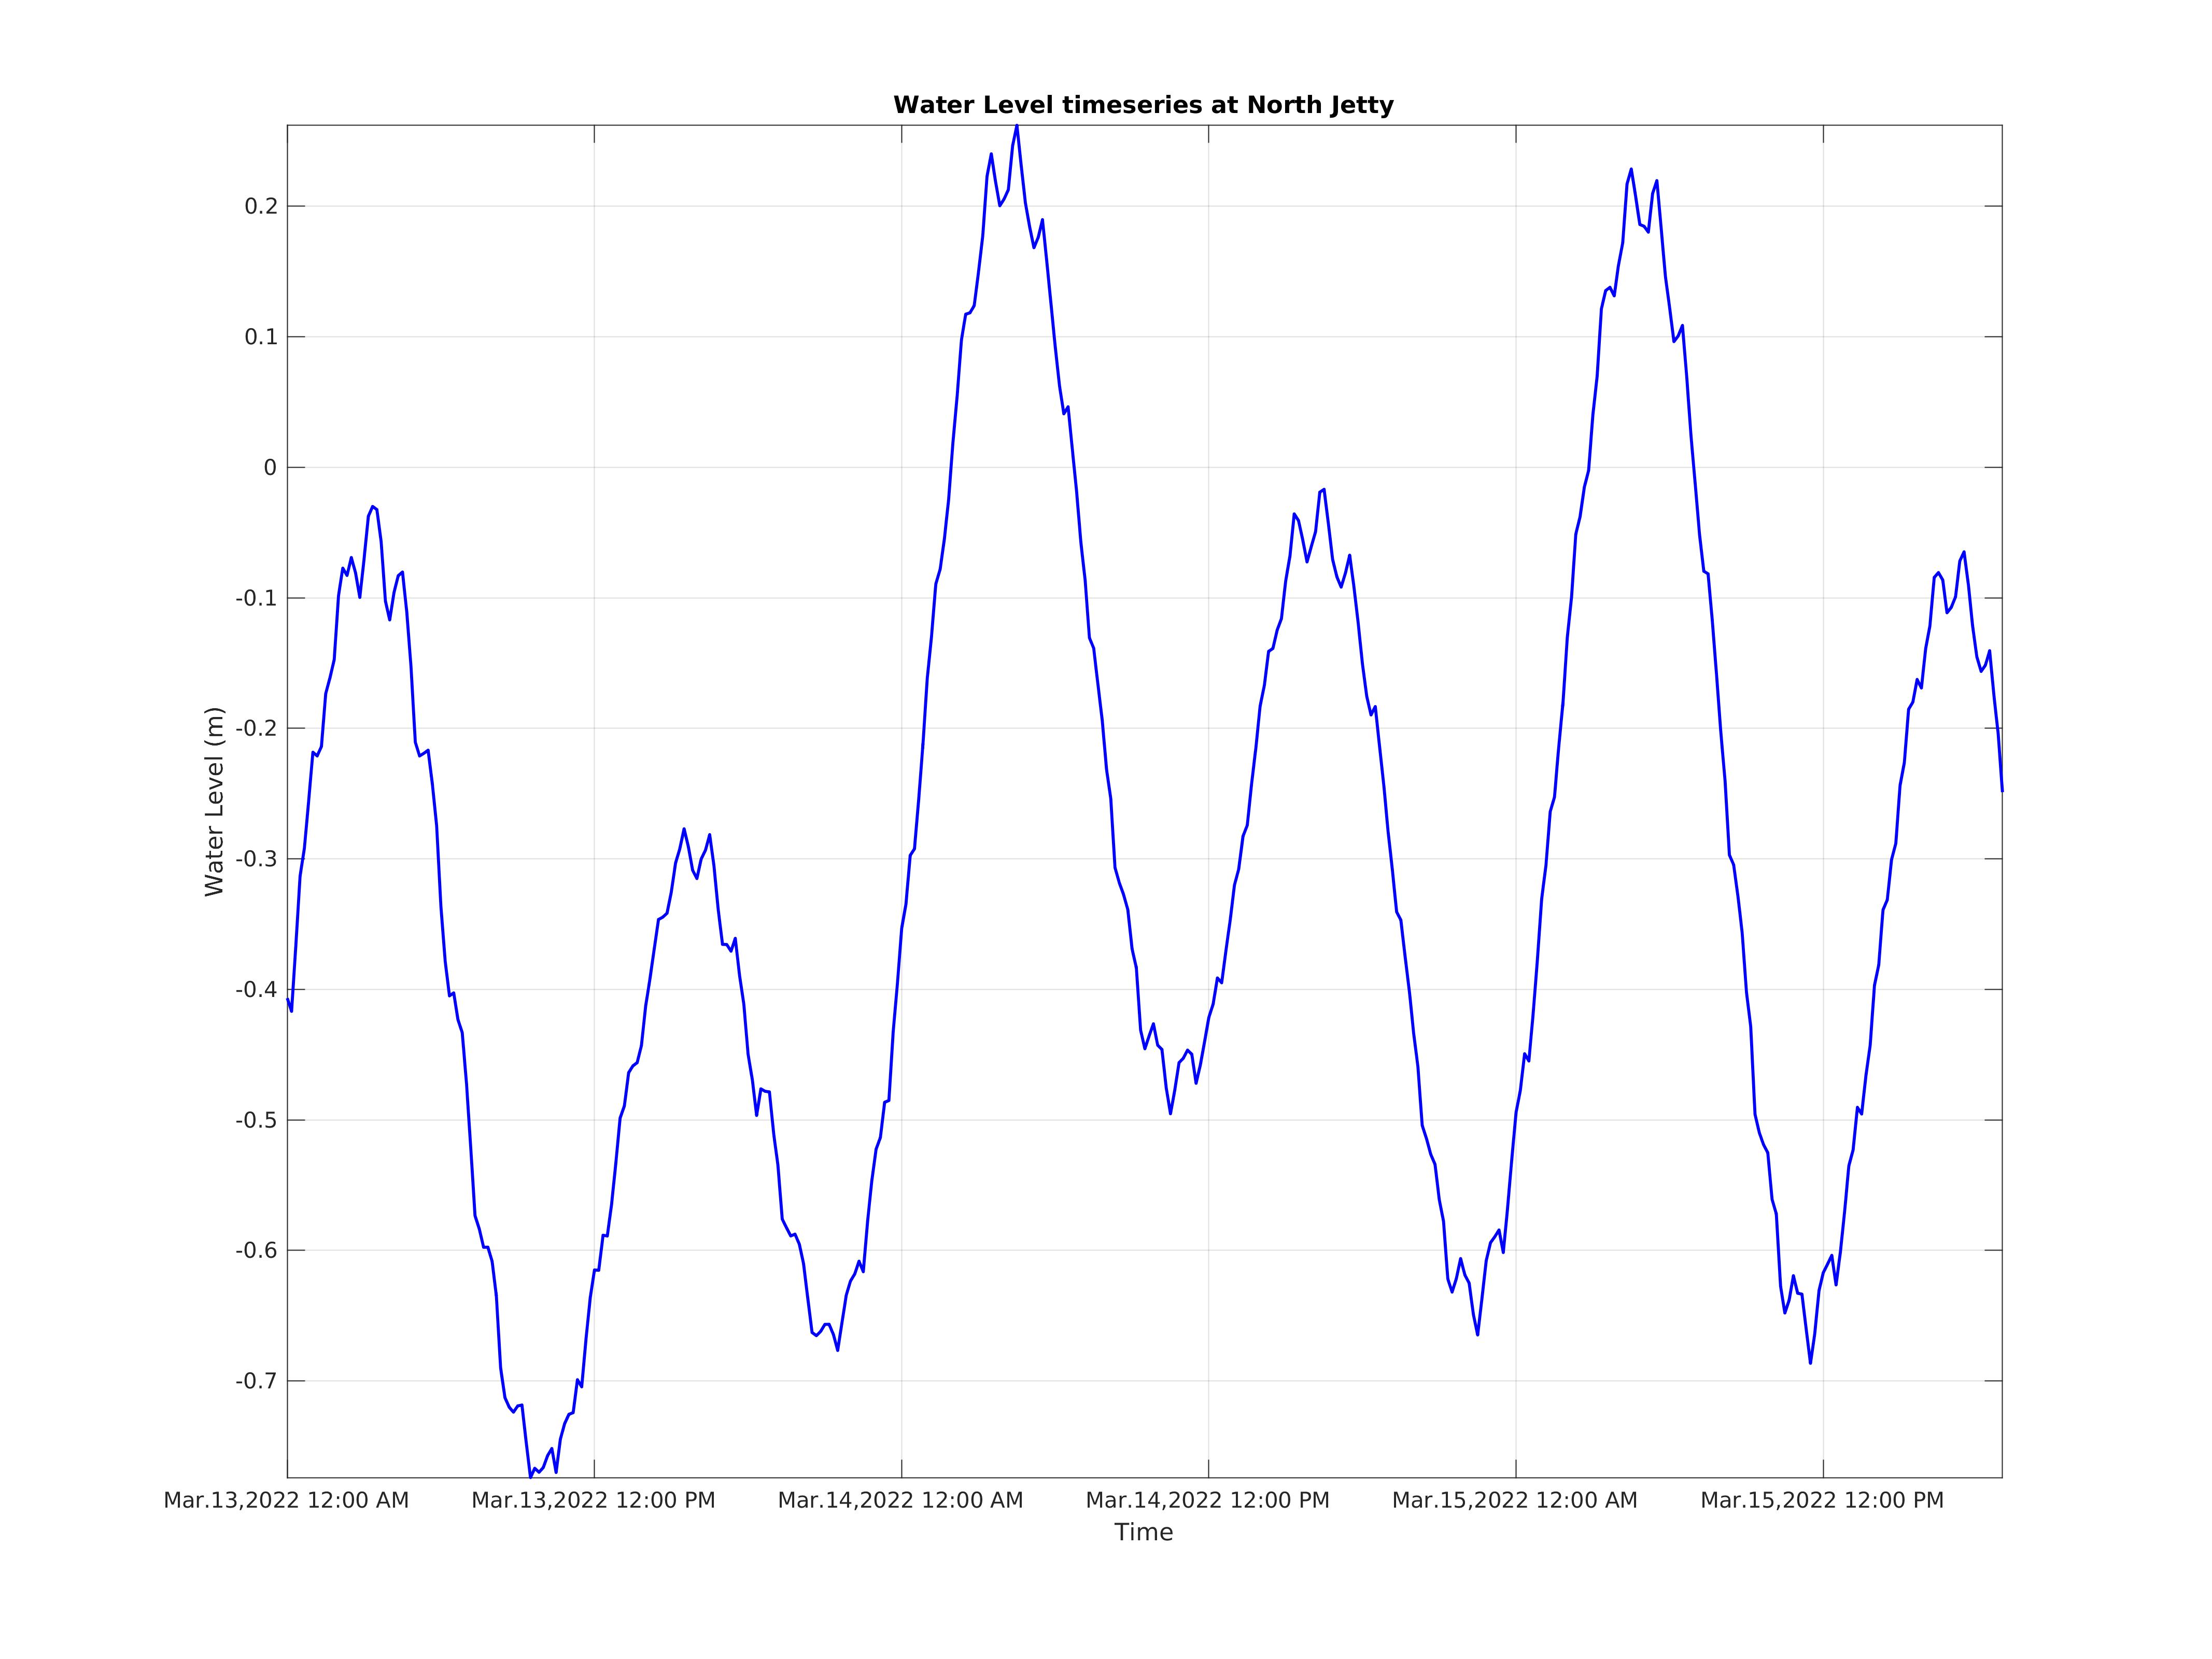 Water Level timeseries at North Jetty
0.2
0.1
0
-0.1
-0.2
-0.3
-0.4
-0.5
-0.6
-0.7
Water Level (m)
Mar.13,2022 12:00 AM Mar.13,2022 12:00 PM Mar.14,2022 12:00 AM Mar.14,2022 12:00 PM Mar.15,2022 12:00 AM Mar.15,2022 12:00 PM
Time